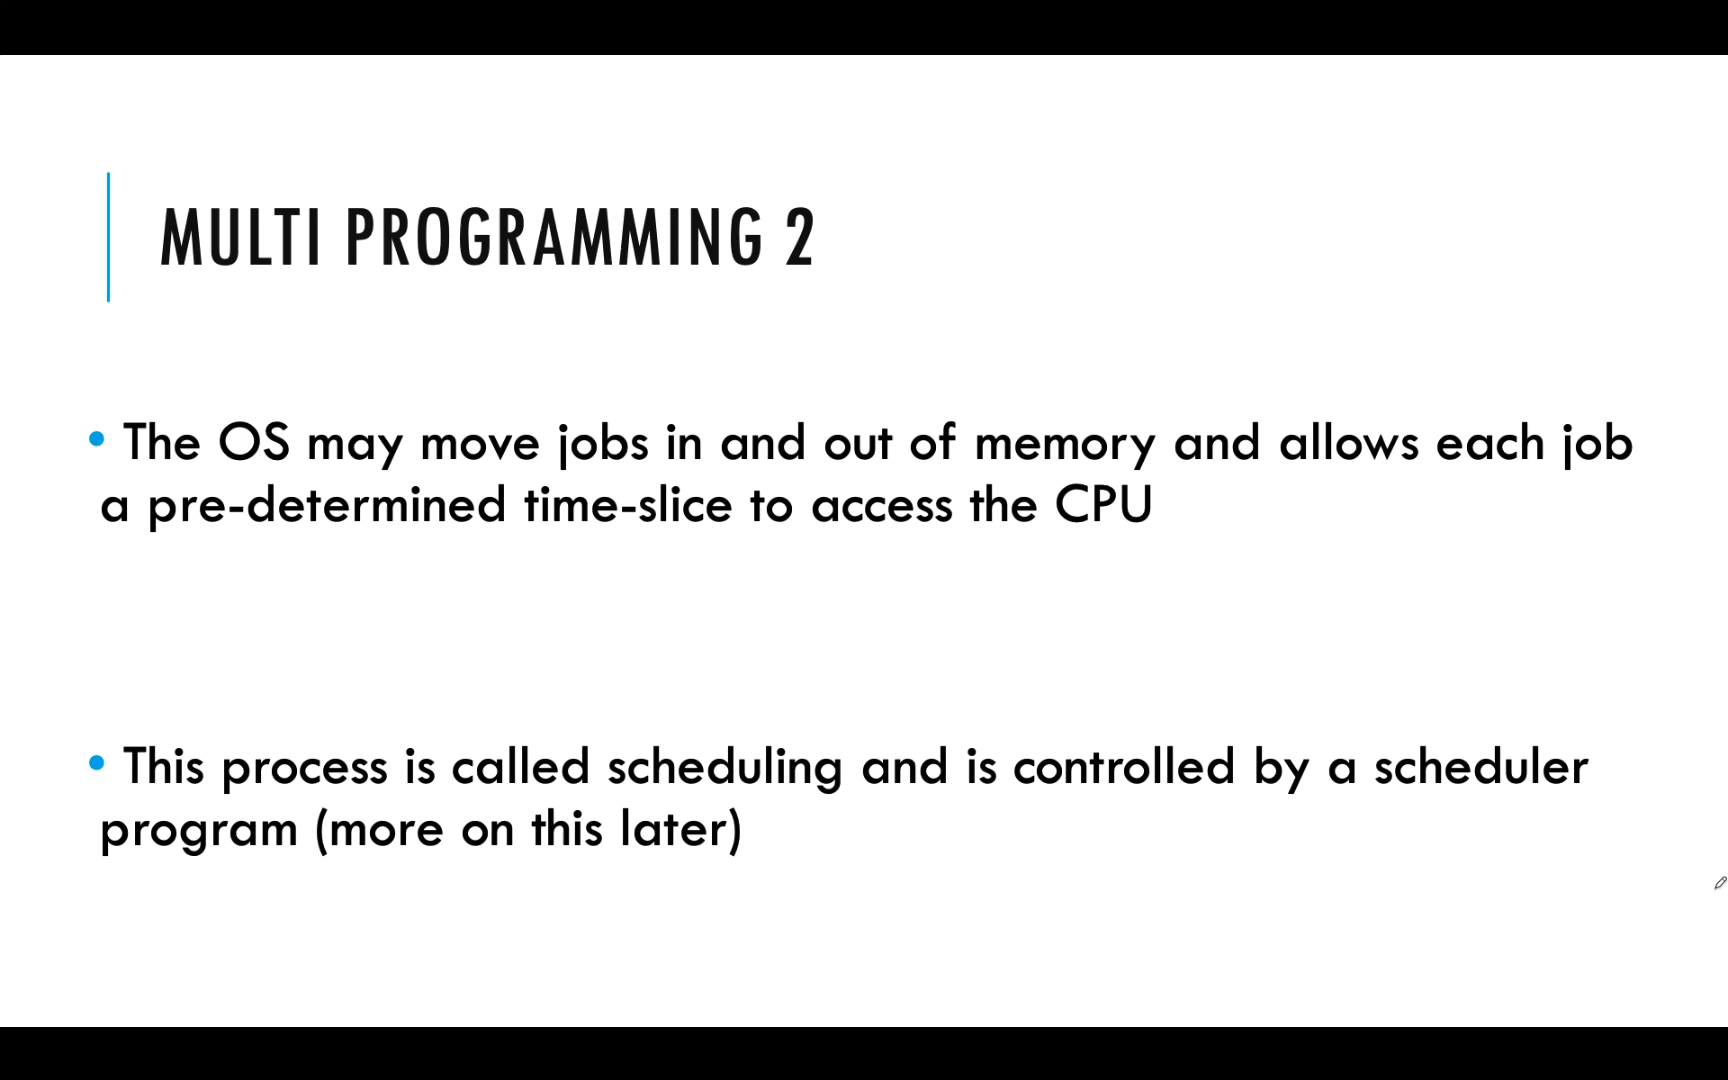 MULTI PROGRAMMING 2
• The OS may move jobs in and out of memory and allows each job
a pre-determined time-slice to access the CPU
• This process is called scheduling and is controlled by a scheduler
program (more on this later)